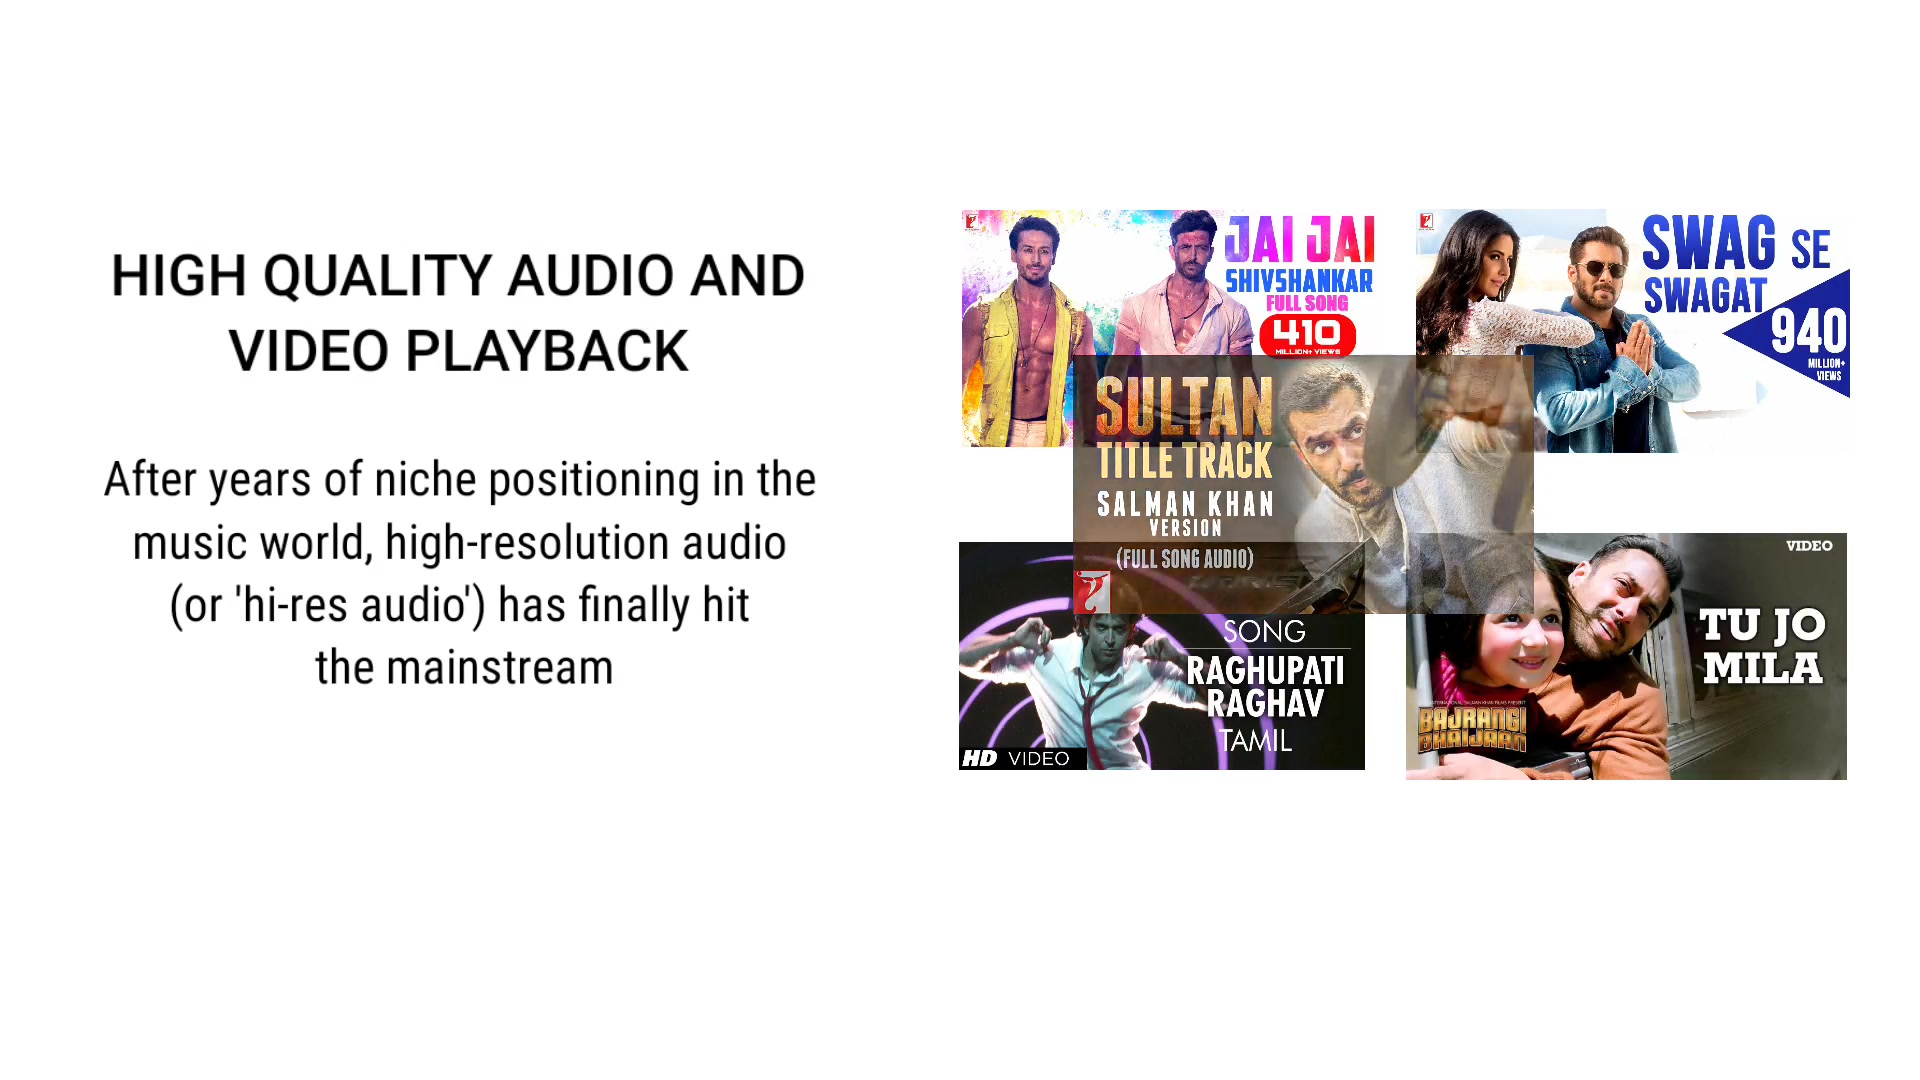 HIGH QUALITY AUDIO AND
VIDEO PLAYBACK
After years of niche positioning in the
music world, high-resolution audio
(or 'hi-res audio') has finally hit
the mainstream
JAI JAI
SHIVSHANKAR
FULL SONG
410
MILLION+ VIEWS
SWAG SE
SWAGAT
940
MILLION+
VIEWS
SULTAN
TITLE TRACK
SALMAN KHAN
VERSION
(FULL SONG AUDIO)
SONG
RAGHUPATI
RAGHAV
TAMIL
HD VIDEO
VIDEO
TU JO
MILA
BAJRANGI
BHAIJAAN